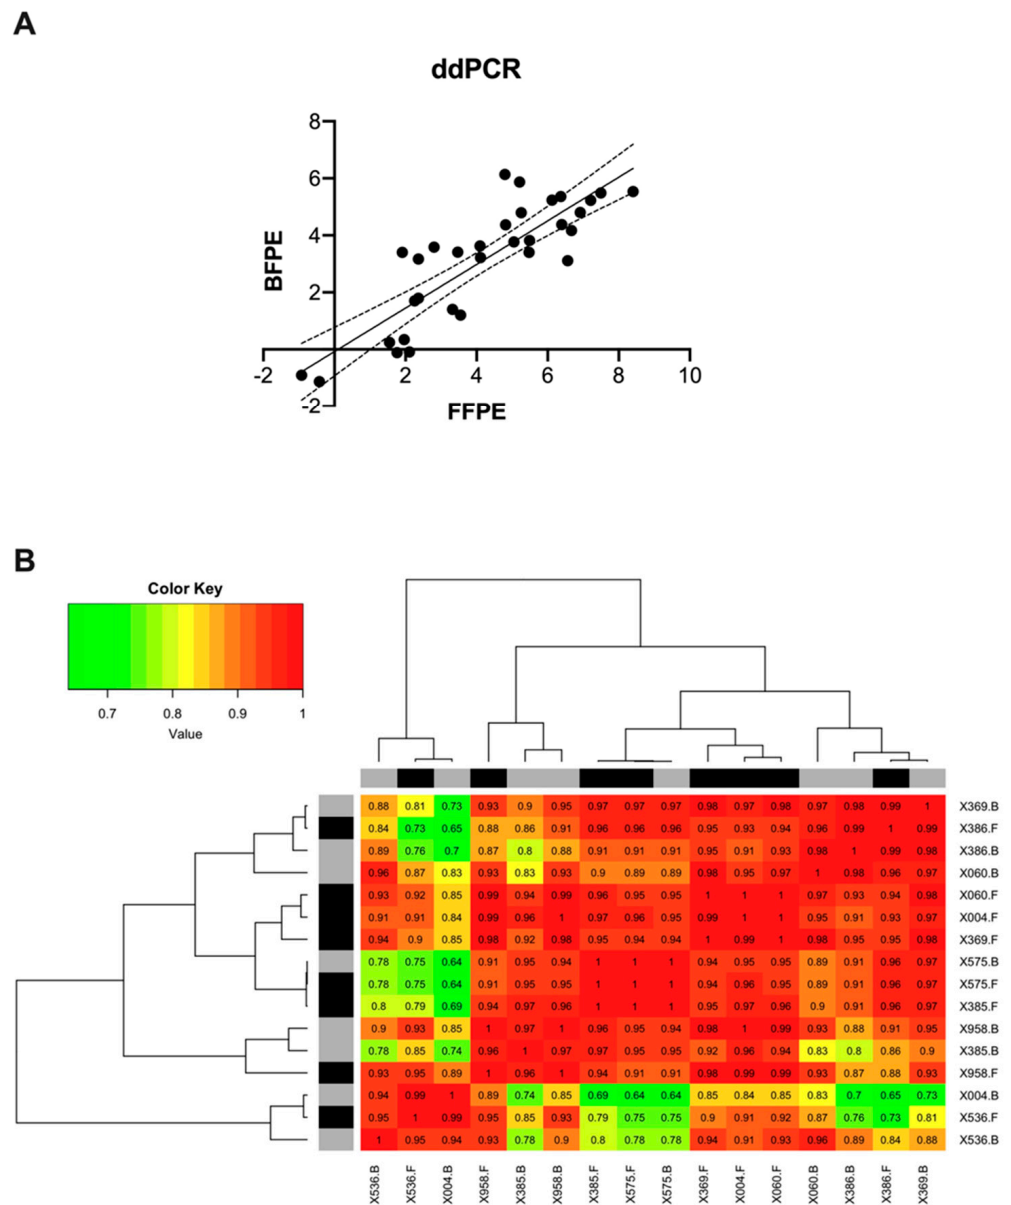 A
ddPCR
8
6
4
2
-2 2 4 6 8 10
-2
BFPE
FFPE
B
Color Key
0.7 0.8 0.9 1
Value
0.88 0.81 0.73 0.93 0.9 0.95 0.97 0.97 0.97 0.98 0.97 0.98 0.97 0.98 0.99 1 X369.B
0.84 0.73 0.65 0.88 0.86 0.91 0.96 0.96 0.96 0.95 0.93 0.94 0.96 0.99 1 0.99 X386.F
0.89 0.76 0.7 0.87 0.8 0.88 0.91 0.91 0.91 0.95 0.91 0.93 0.98 1 0.99 0.98 X386.B
0.96 0.87 0.83 0.93 0.83 0.93 0.9 0.89 0.89 0.98 0.95 0.97 1 0.98 0.96 0.97 X060.B
0.93 0.92 0.85 0.99 0.94 0.99 0.96 0.95 0.95 1 1 1 0.97 0.93 0.94 0.98 X060.F
0.91 0.91 0.84 0.99 0.96 1 0.97 0.96 0.95 0.99 1 1 0.95 0.91 0.93 0.97 X004.F
0.94 0.9 0.85 0.98 0.92 0.98 0.95 0.94 0.94 1 0.99 1 0.98 0.95 0.95 0.98 X369.F
0.78 0.75 0.64 0.91 0.95 0.94 1 1 1 0.94 0.95 0.95 0.89 0.91 0.96 0.97 X575.B
0.78 0.75 0.64 0.91 0.95 0.95 1 1 1 0.94 0.96 0.95 0.89 0.91 0.96 0.97 X575.F
0.8 0.79 0.69 0.94 0.97 0.96 1 1 1 0.95 0.97 0.96 0.9 0.91 0.96 0.97 X385.F
0.9 0.93 0.85 1 0.97 1 0.96 0.95 0.94 0.98 1 0.99 0.93 0.88 0.91 0.95 X958.B
0.78 0.85 0.74 0.96 1 0.97 0.97 0.95 0.95 0.92 0.96 0.94 0.83 0.8 0.86 0.9 X385.B
0.93 0.95 0.89 1 0.96 1 0.94 0.91 0.91 0.98 0.99 0.99 0.93 0.87 0.88 0.93 X958.F
0.94 0.99 1 0.89 0.74 0.85 0.69 0.64 0.64 0.85 0.84 0.85 0.83 0.7 0.65 0.73 X004.B
0.95 1 0.99 0.95 0.85 0.93 0.79 0.75 0.75 0.9 0.91 0.92 0.87 0.76 0.73 0.81 X536.F
1 0.95 0.94 0.93 0.78 0.9 0.8 0.78 0.78 0.94 0.91 0.93 0.96 0.89 0.84 0.88 X536.B
X536.B X536.F X004.B X958.F X385.B X958.B X385.F X575.F X575.B X369.F X004.F X060.F X060.B X386.B X386.F X369.B